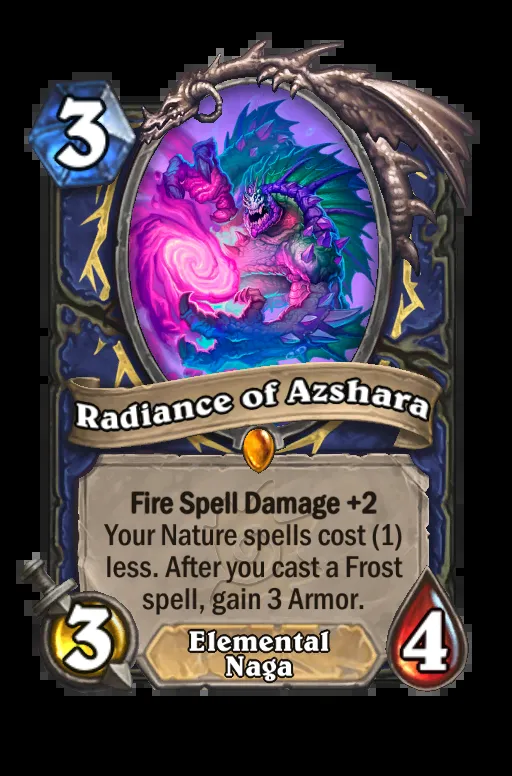 3
Radiance of Azshara
Fire Spell Damage +2
Your Nature spells cost (1)
less. After you cast a Frost
spell, gain 3 Armor.
3
Elemental
Naga
4